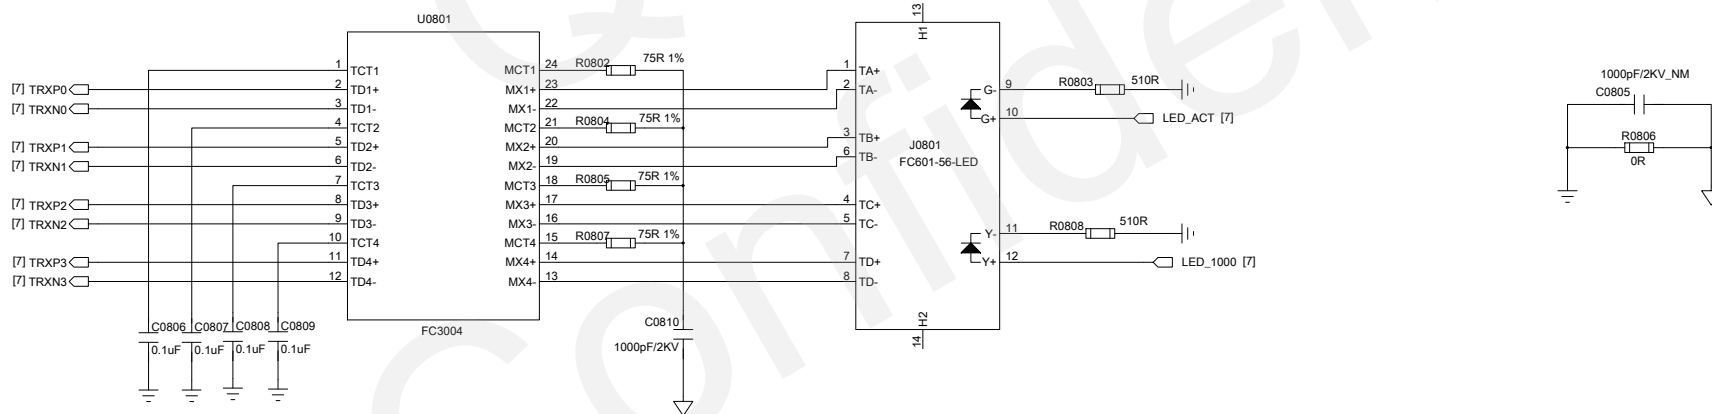 U0801
1 TCT1
[7] TRXP0 2 TD1+
[7] TRXN0 3 TD1-
4 TCT2
[7] TRXP1 5 TD2+
[7] TRXN1 6 TD2-
7 TCT3
[7] TRXP2 8 TD3+
[7] TRXN2 9 TD3-
10 TCT4
[7] TRXP3 11 TD4+
[7] TRXN3 12 TD4-
MCT1 24 R0802 75R 1%
MX1+ 23
MX1- 22
MCT2 21 R0804 75R 1%
MX2+ 20
MX2- 19
MCT3 18 R0805 75R 1%
MX3+ 17
MX3- 16
MCT4 15 R0807 75R 1%
MX4+ 14
MX4- 13
FC3004
C0806 C0807 C0808 C0809
0.1uF 0.1uF 0.1uF 0.1uF
C0810
1000pF/2KV
13
H1
1 TA+
2 TA-
3 TB+
6 TB-
4 TC+
5 TC-
7 TD+
8 TD-
J0801
FC601-56-LED
G- 9 R0803 510R
G+ 10 LED_ACT [7]
Y- 11 R0808 510R
Y+ 12 LED_1000 [7]
H2
14
1000pF/2KV_NM
C0805
R0806
0R
Confiden